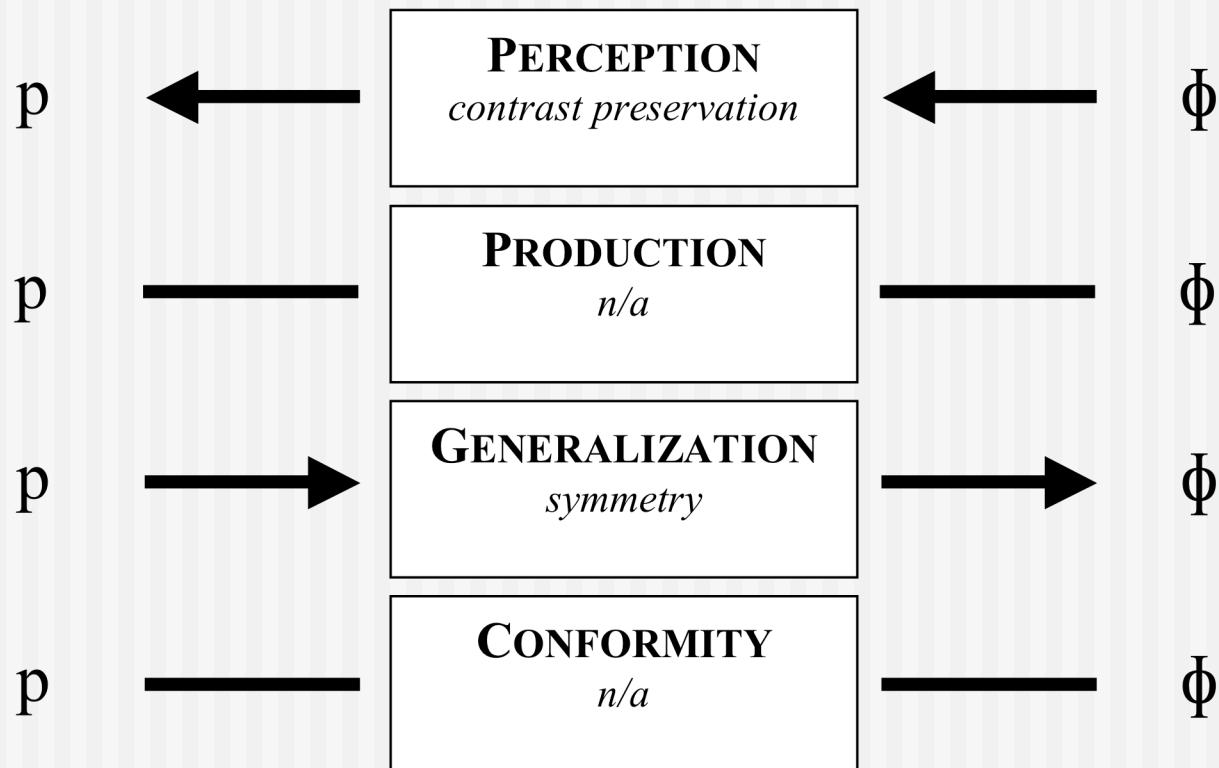 PERCEPTION
p contrast preservation ɸ
PRODUCTION
p n/a ɸ
GENERALIZATION
p symmetry ɸ
CONFORMITY
p n/a ɸ